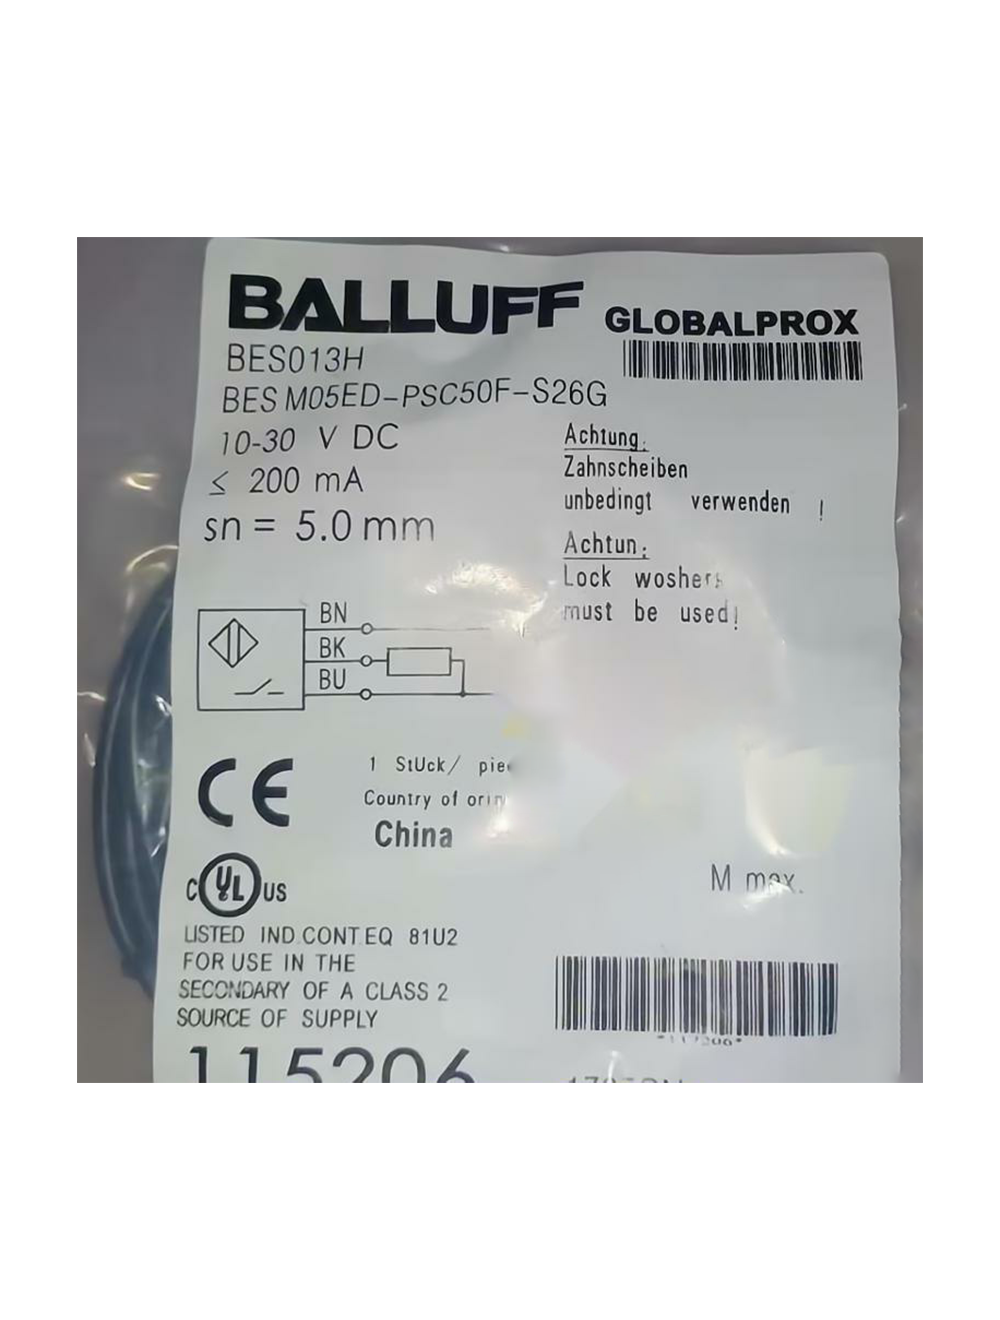 BALLUFF
GLOBALPROX
BES013H
BES M05ED-PSC50F-S26G
10-30 V DC
≤ 200 mA
sn = 5.0 mm
Achtung:
Zahnscheiben
unbedingt verwenden !
Achtun:
Lock woshers
must be used!
BN
BK
BU
CE
1 StUck/
Country of
China
M max.
C UL US
LISTED IND.CONT.EQ 81U2
FOR USE IN THE
SECONDARY OF A CLASS 2
SOURCE OF SUPPLY
*117206*
115206